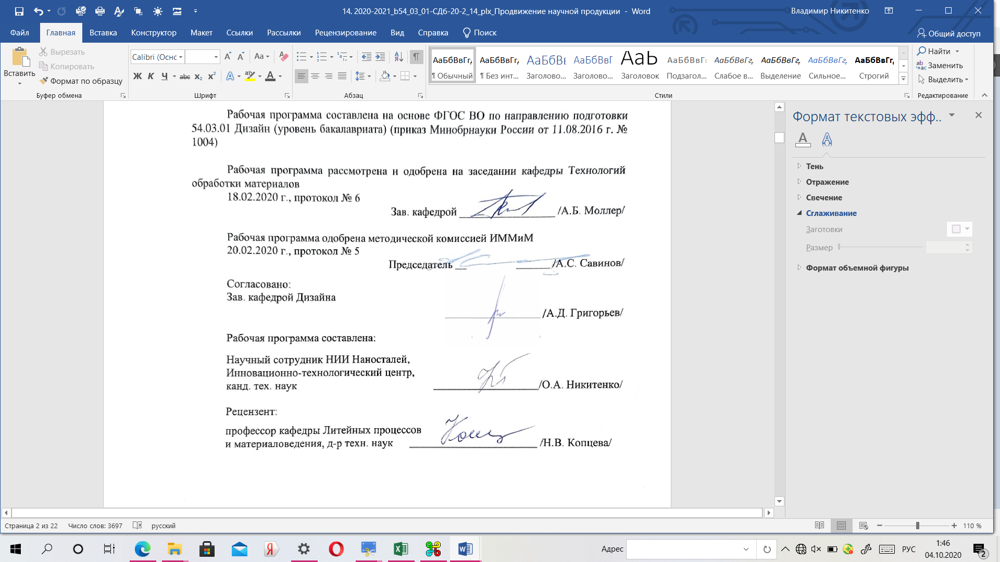 14. 2020-2021_b54_03_01-СДб-20-2_14_plx_Продвижение научной продукции - Word
Владимир Никитенко
Файл Главная Вставка Конструктор Макет Ссылки Рассылки Рецензирование Вид Справка Поиск
Общий доступ
Вставить
Вырезать
Копировать
Формат по образцу
Буфер обмена
Calibri (Оснс
Ж К Ч abc x₂ x²
Шрифт
Абзац
АаБбВвГг, АаБбВвГг, АаБбВв АаБбВвГ АаЬ АаБбВвГг АаБбВвГг, АаБбВвГг, АаБбВвГг, АаБбВвГг,
¶ Обычный ¶ Без инт... Заголово... Заголово... Заголовок Подзагол... Слабое в... Выделение Сильное... Строгий
Стили
Найти
Заменить
Выделить
Редактирование
Рабочая программа составлена на основе ФГОС ВО по направлению подготовки
54.03.01 Дизайн (уровень бакалавриата) (приказ Минобрнауки России от 11.08.2016 г. №
1004)
Рабочая программа рассмотрена и одобрена на заседании кафедры Технологий
обработки материалов
18.02.2020 г., протокол № 6
Зав. кафедрой /А.Б. Моллер/
Рабочая программа одобрена методической комиссией ИММиМ
20.02.2020 г., протокол № 5
Председатель /А.С. Савинов/
Согласовано:
Зав. кафедрой Дизайна
/А.Д. Григорьев/
Рабочая программа составлена:
Научный сотрудник НИИ Наносталей,
Инновационно-технологический центр,
канд. тех. наук /О.А. Никитенко/
Рецензент:
профессор кафедры Литейных процессов
и материаловедения, д-р техн. наук /Н.В. Копцева/
Формат текстовых эфф..
Тень
Отражение
Свечение
Сглаживание
Заготовки
Размер
Формат объемной фигуры
Страница 2 из 22 Число слов: 3697 русский
110 %
Адрес
РУС
1:46
04.10.2020
2